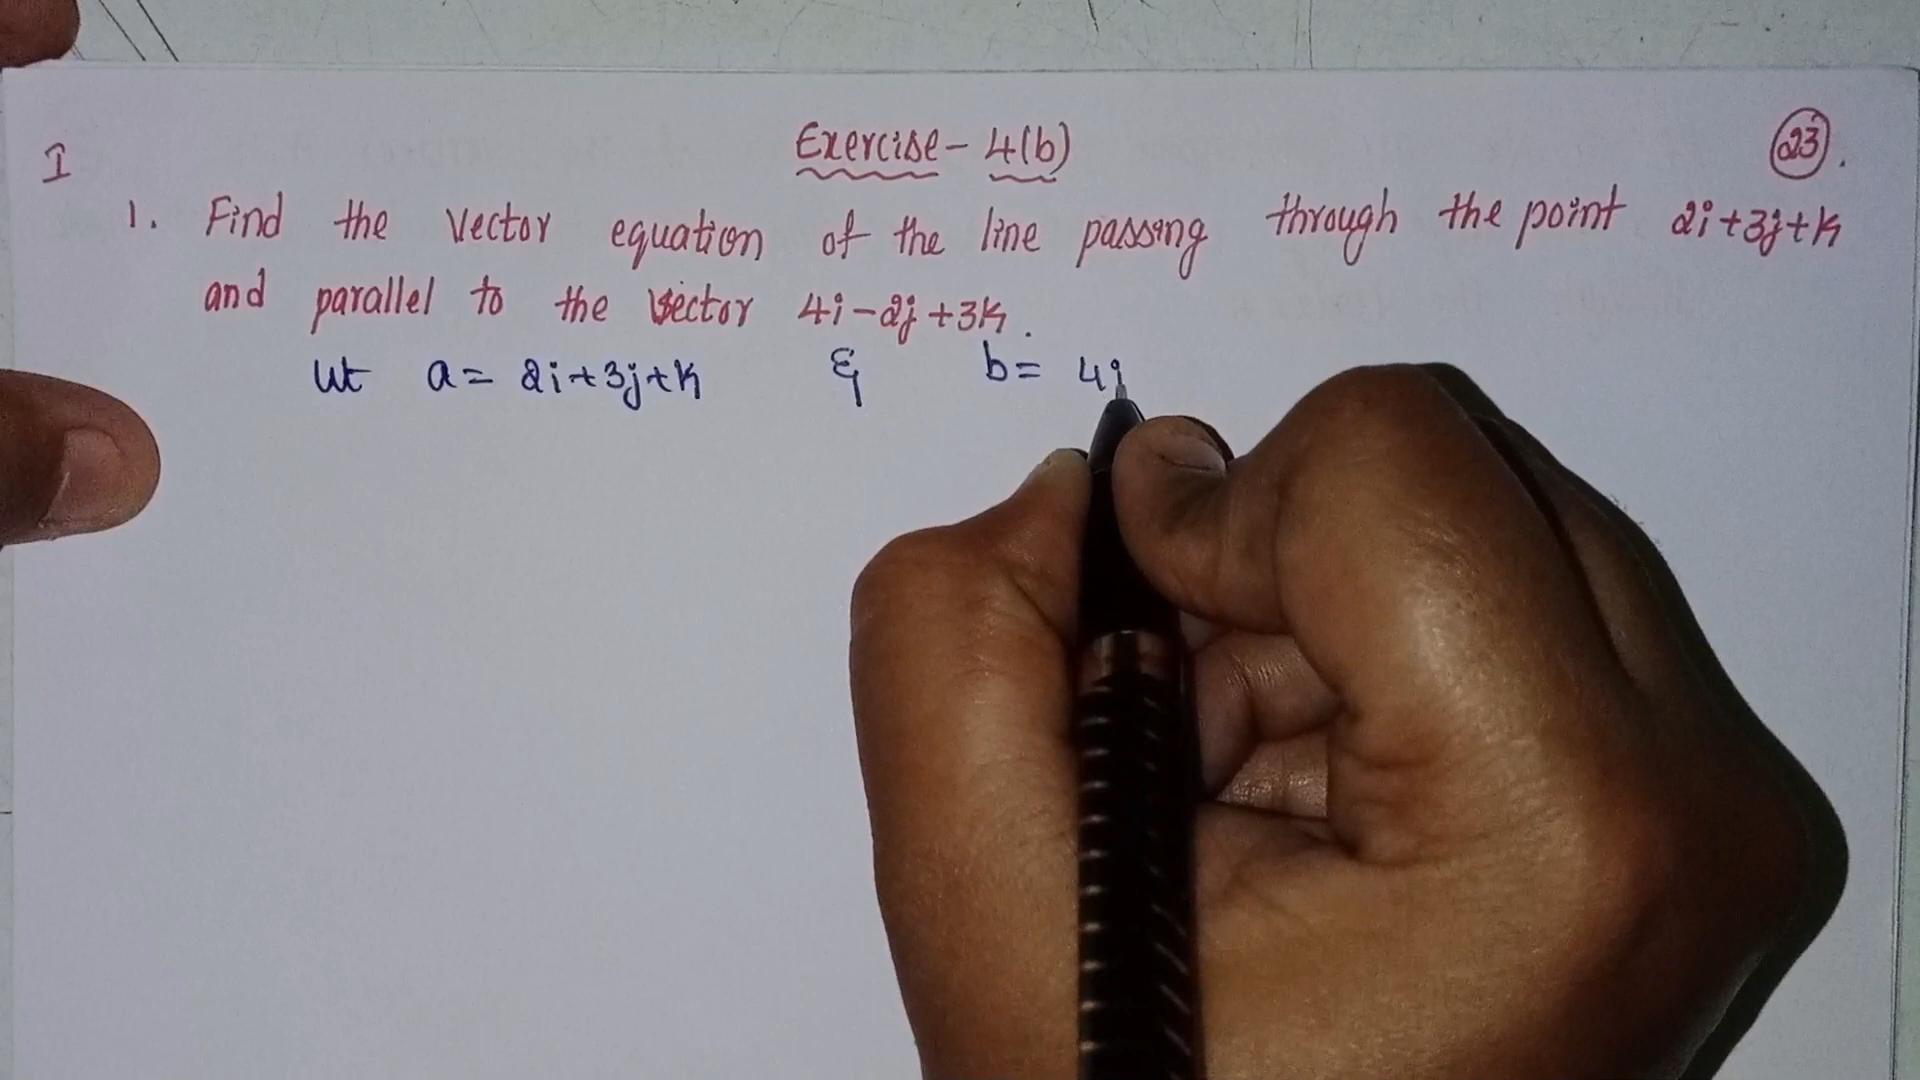 Exercise - 4(b)
23.
I
1. Find the vector equation of the line passing through the point 2i+3j+k
and parallel to the vector 4i-2j+3k.
Let a = 2i+3j+k & b = 4i